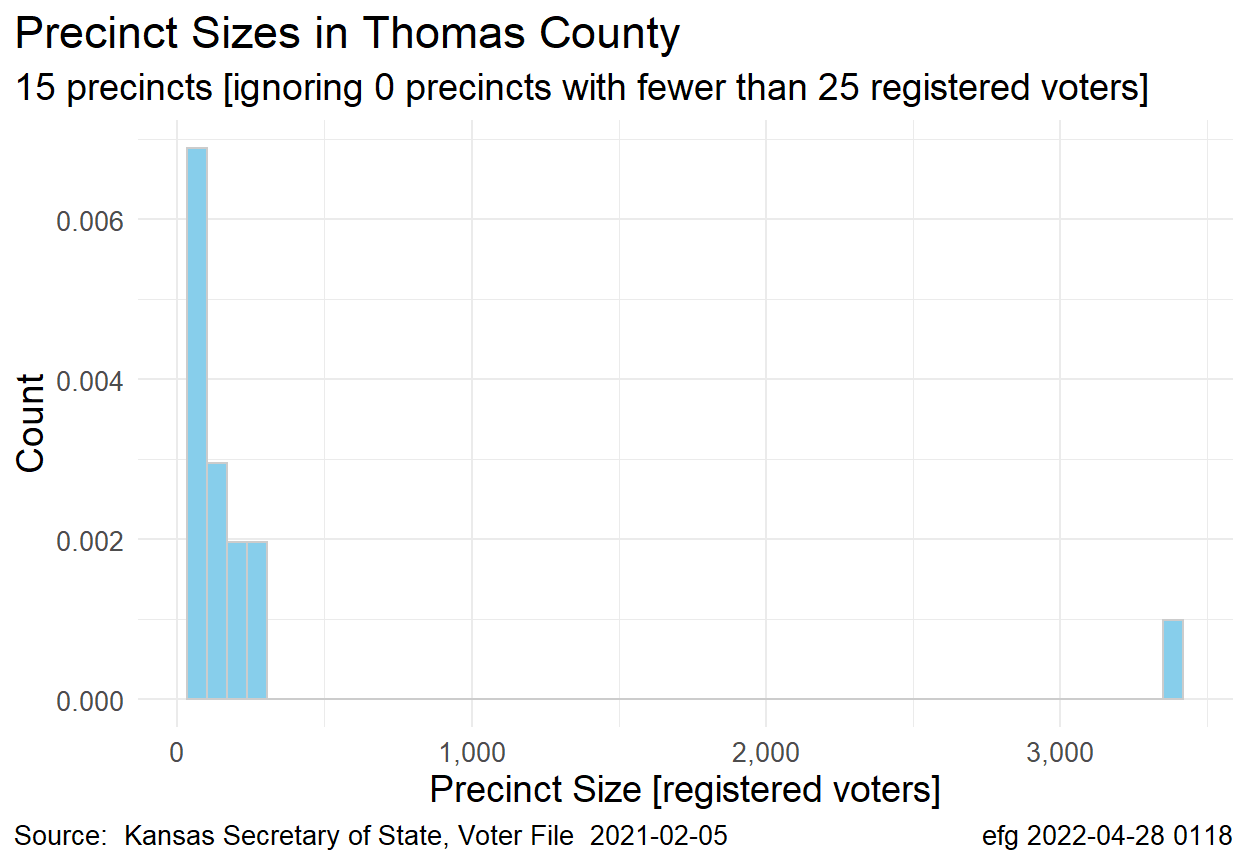 Precinct Sizes in Thomas County
15 precincts [ignoring 0 precincts with fewer than 25 registered voters]
Count
0.006
0.004
0.002
0.000
0 1,000 2,000 3,000
Precinct Size [registered voters]
Source:  Kansas Secretary of State, Voter File  2021-02-05 efg 2022-04-28 0118